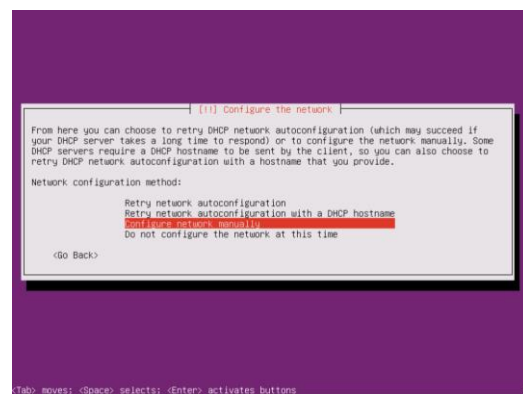 [!!] Configure the network
From here you can choose to retry DHCP network autoconfiguration (which may succeed if
your DHCP server takes a long time to respond) or to configure the network manually. Some
DHCP servers require a DHCP hostname to be sent by the client, so you can also choose to
retry DHCP network autoconfiguration with a hostname that you provide.
Network configuration method:
Retry network autoconfiguration
Retry network autoconfiguration with a DHCP hostname
Configure network manually
Do not configure the network at this time
<Go Back>
<Tab> moves; <Space> selects; <Enter> activates buttons